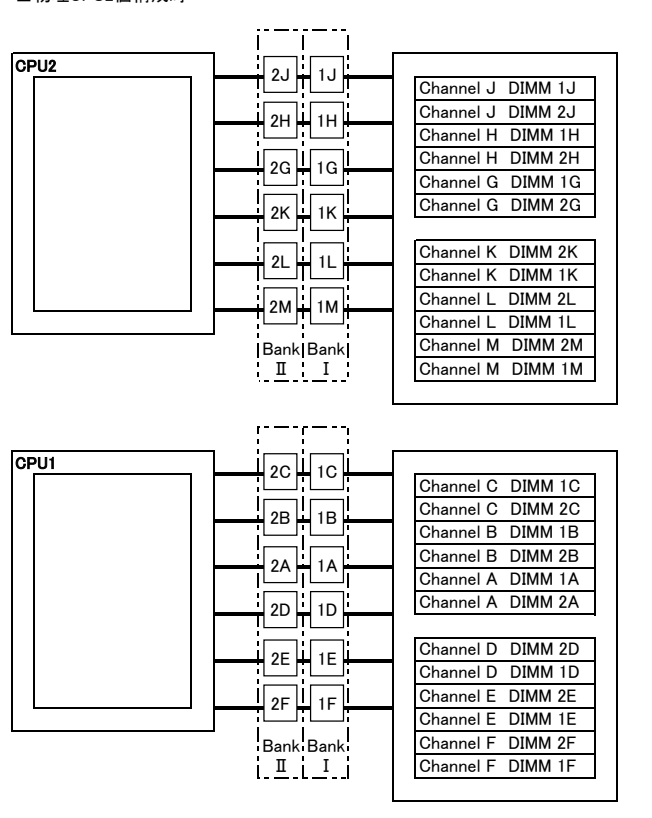 CPU2
2J 1J
2H 1H
2G 1G
2K 1K
2L 1L
2M 1M
Bank Bank
Ⅱ Ⅰ
Channel J DIMM 1J
Channel J DIMM 2J
Channel H DIMM 1H
Channel H DIMM 2H
Channel G DIMM 1G
Channel G DIMM 2G
Channel K DIMM 2K
Channel K DIMM 1K
Channel L DIMM 2L
Channel L DIMM 1L
Channel M DIMM 2M
Channel M DIMM 1M
CPU1
2C 1C
2B 1B
2A 1A
2D 1D
2E 1E
2F 1F
Bank Bank
Ⅱ Ⅰ
Channel C DIMM 1C
Channel C DIMM 2C
Channel B DIMM 1B
Channel B DIMM 2B
Channel A DIMM 1A
Channel A DIMM 2A
Channel D DIMM 2D
Channel D DIMM 1D
Channel E DIMM 2E
Channel E DIMM 1E
Channel F DIMM 2F
Channel F DIMM 1F